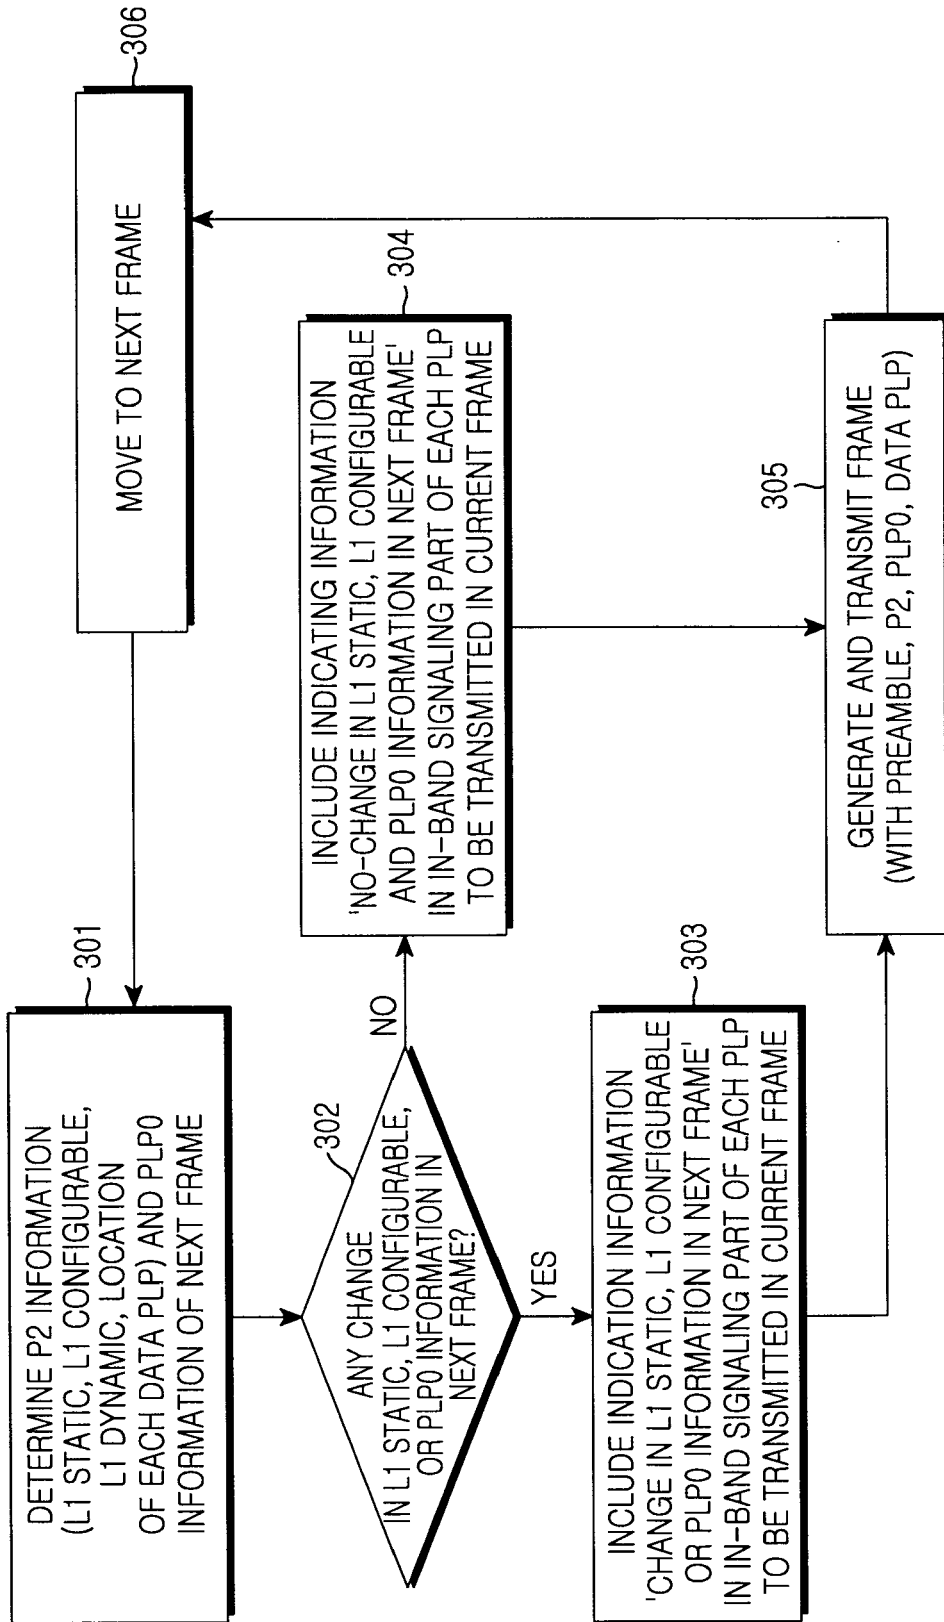 DETERMINE P2 INFORMATION
(L1 STATIC, L1 CONFIGURABLE,
L1 DYNAMIC, LOCATION
OF EACH DATA PLP) AND PLP0
INFORMATION OF NEXT FRAME
301
ANY CHANGE
IN L1 STATIC, L1 CONFIGURABLE,
OR PLP0 INFORMATION IN
NEXT FRAME?
302
NO
YES
INCLUDE INDICATION INFORMATION
'CHANGE IN L1 STATIC, L1 CONFIGURABLE
OR PLP0 INFORMATION IN NEXT FRAME'
IN IN-BAND SIGNALING PART OF EACH PLP
TO BE TRANSMITTED IN CURRENT FRAME
303
INCLUDE INDICATING INFORMATION
'NO-CHANGE IN L1 STATIC, L1 CONFIGURABLE
AND PLP0 INFORMATION IN NEXT FRAME'
IN IN-BAND SIGNALING PART OF EACH PLP
TO BE TRANSMITTED IN CURRENT FRAME
304
305
GENERATE AND TRANSMIT FRAME
(WITH PREAMBLE, P2, PLP0, DATA PLP)
MOVE TO NEXT FRAME
306